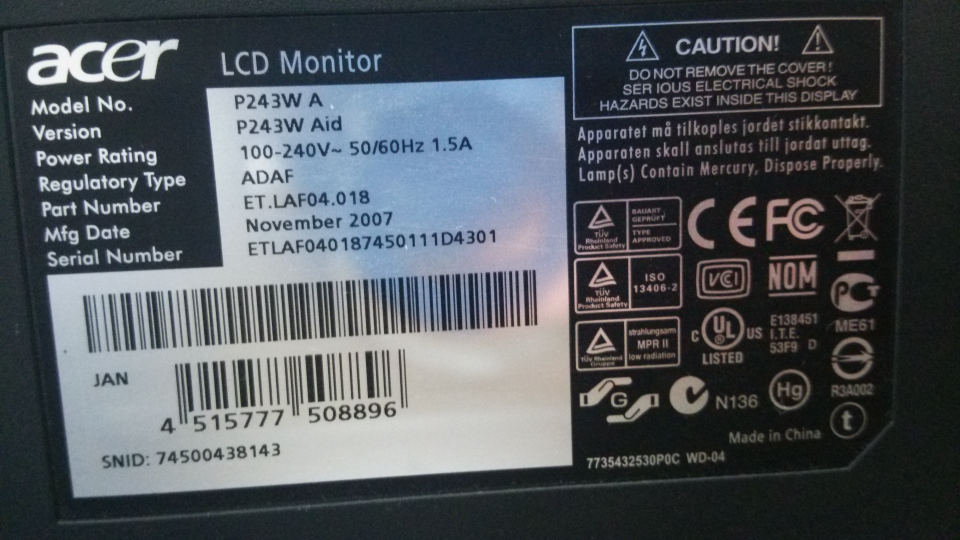 acer LCD Monitor
Model No. P243W A
Version P243W Aid
Power Rating 100-240V~ 50/60Hz 1.5A
Regulatory Type ADAF
Part Number ET.LAF04.018
Mfg Date November 2007
Serial Number ETLAF040187450111D4301
JAN
4 515777 508896
SNID: 74500438143
CAUTION!
DO NOT REMOVE THE COVER!
SER IOUS ELECTRICAL SHOCK
HAZARDS EXIST INSIDE THIS DISPLAY
Apparatet må tilkoples jordet stikkontakt.
Apparaten skall anslutas till jordat uttag.
Lamp(s) Contain Mercury, Dispose Properly.
TÜV
Rheinland
Product Safety
BAUART
GEPRÜFT
TYPE
APPROVED
CE FC
TÜV
Rheinland
Product Safety
ISO
13406-2
VCI NOM
PCT
ME61
TÜV Rheinland
Gruppe
strahlungsarm
MPR II
low radiation
C UL US
LISTED
E138451
I.T.E.
53F9 D
R3A002
G
N136
Hg
t
Made in China
7735432530P0C WD-04